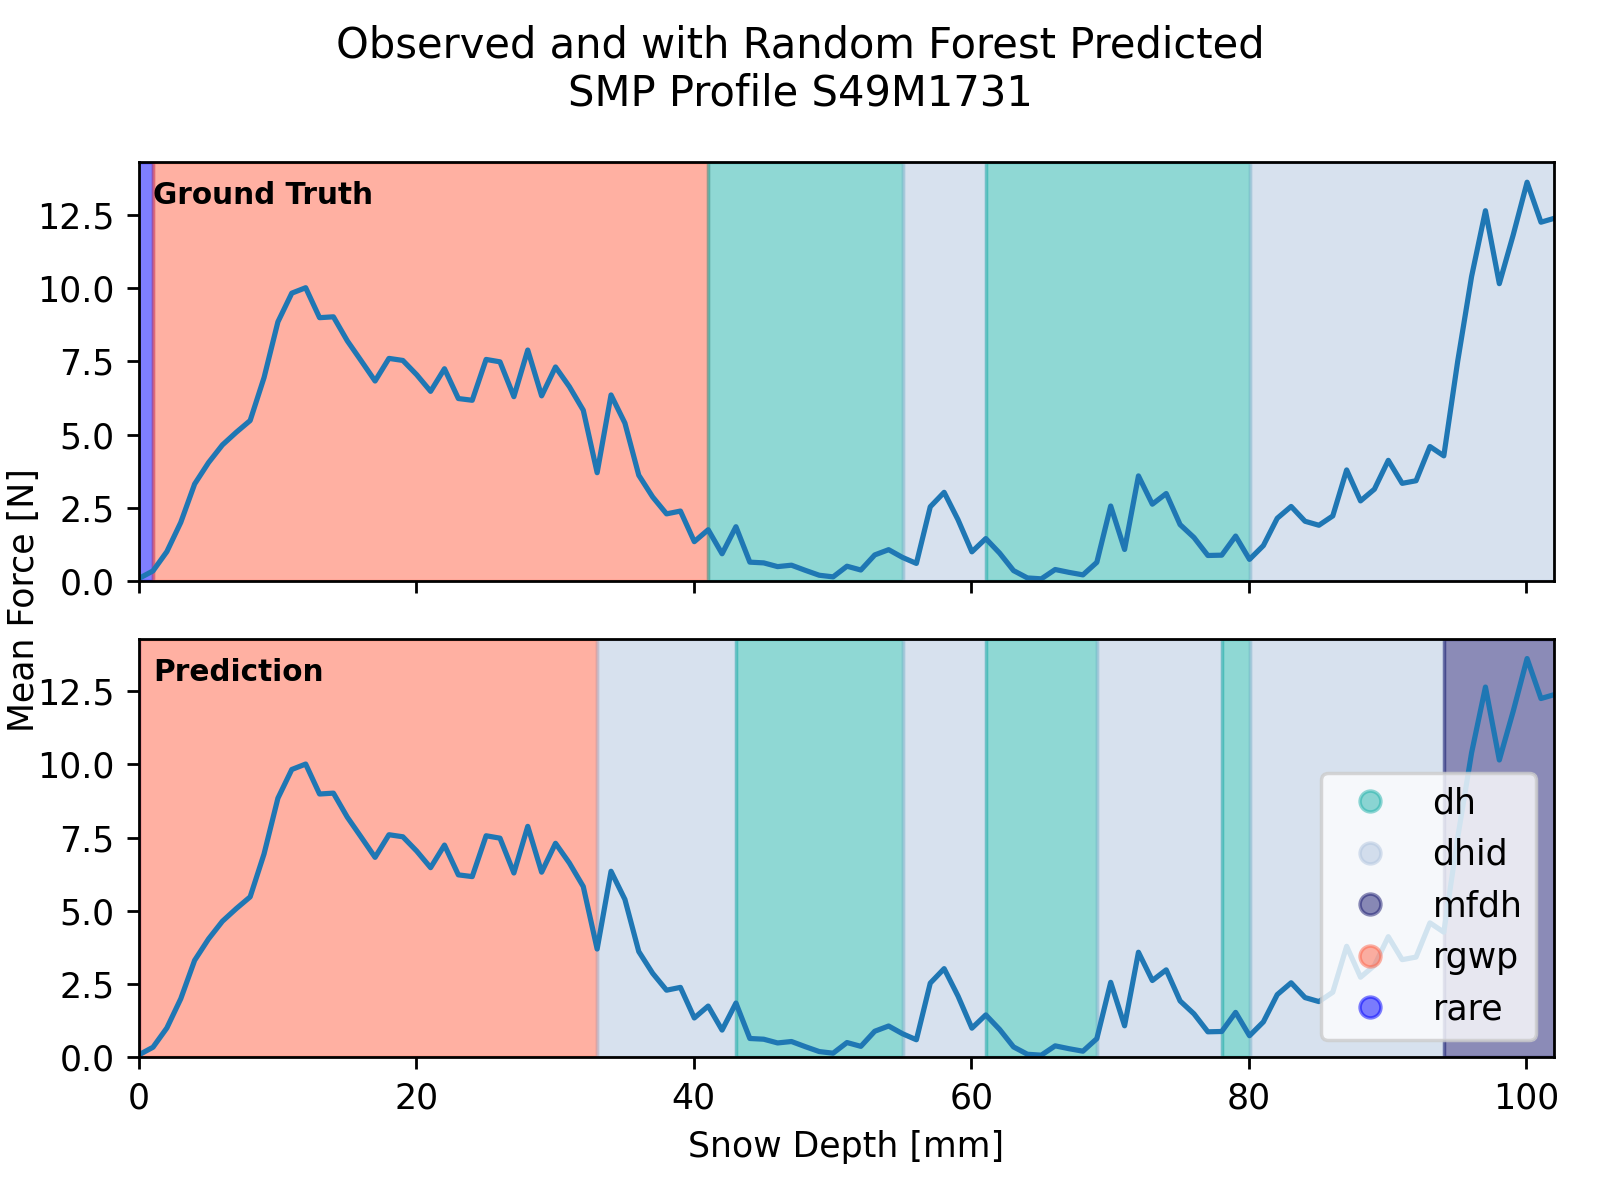 Observed and with Random Forest Predicted
SMP Profile S49M1731
Ground Truth
12.5
10.0
7.5
5.0
2.5
0.0
Mean Force [N]
Prediction
12.5
10.0
7.5
5.0
2.5
0.0
dh
dhid
mfdh
rgwp
rare
0 20 40 60 80 100
Snow Depth [mm]